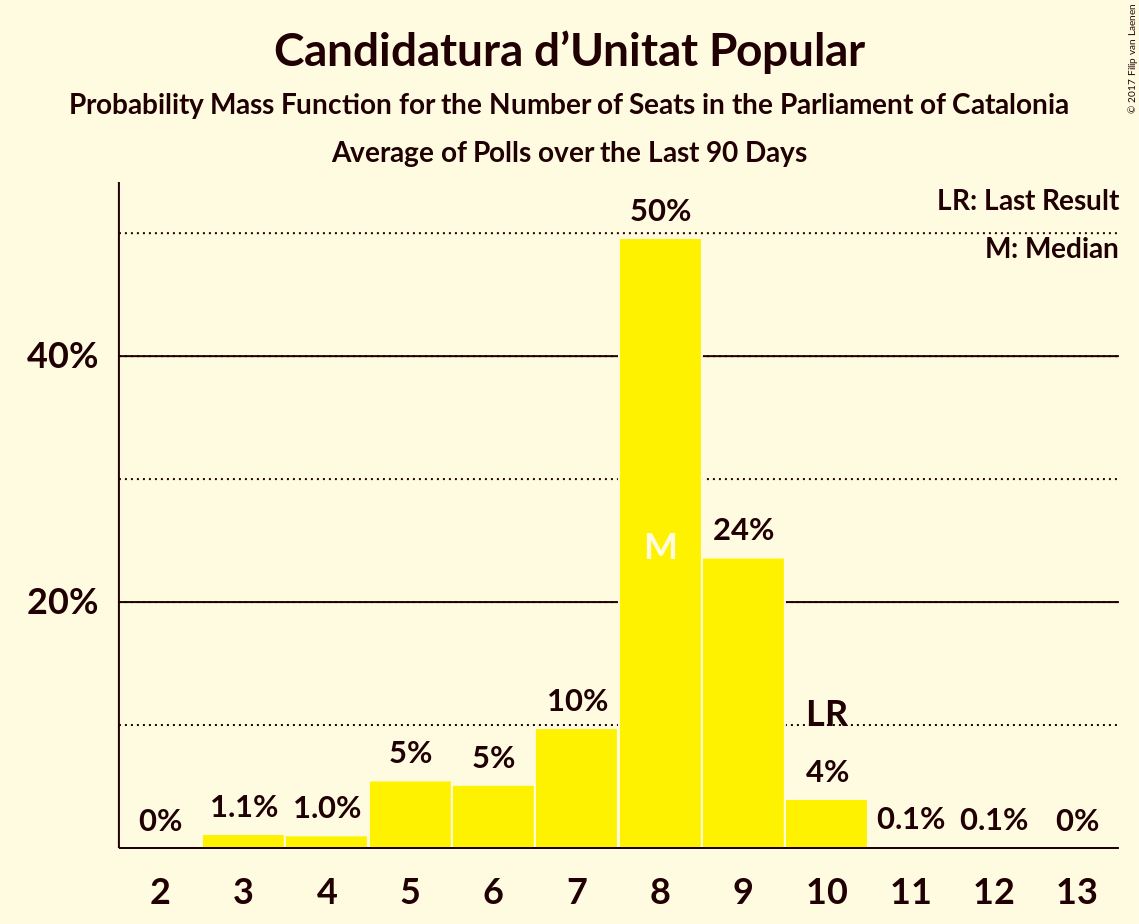 Candidatura d’Unitat Popular
Probability Mass Function for the Number of Seats in the Parliament of Catalonia
Average of Polls over the Last 90 Days
© 2017 Filip van Laenen
LR: Last Result
M: Median
40%
20%
0%
1.1%
1.0%
5%
5%
10%
50%
M
24%
LR
4%
0.1%
0.1%
0%
2 3 4 5 6 7 8 9 10 11 12 13